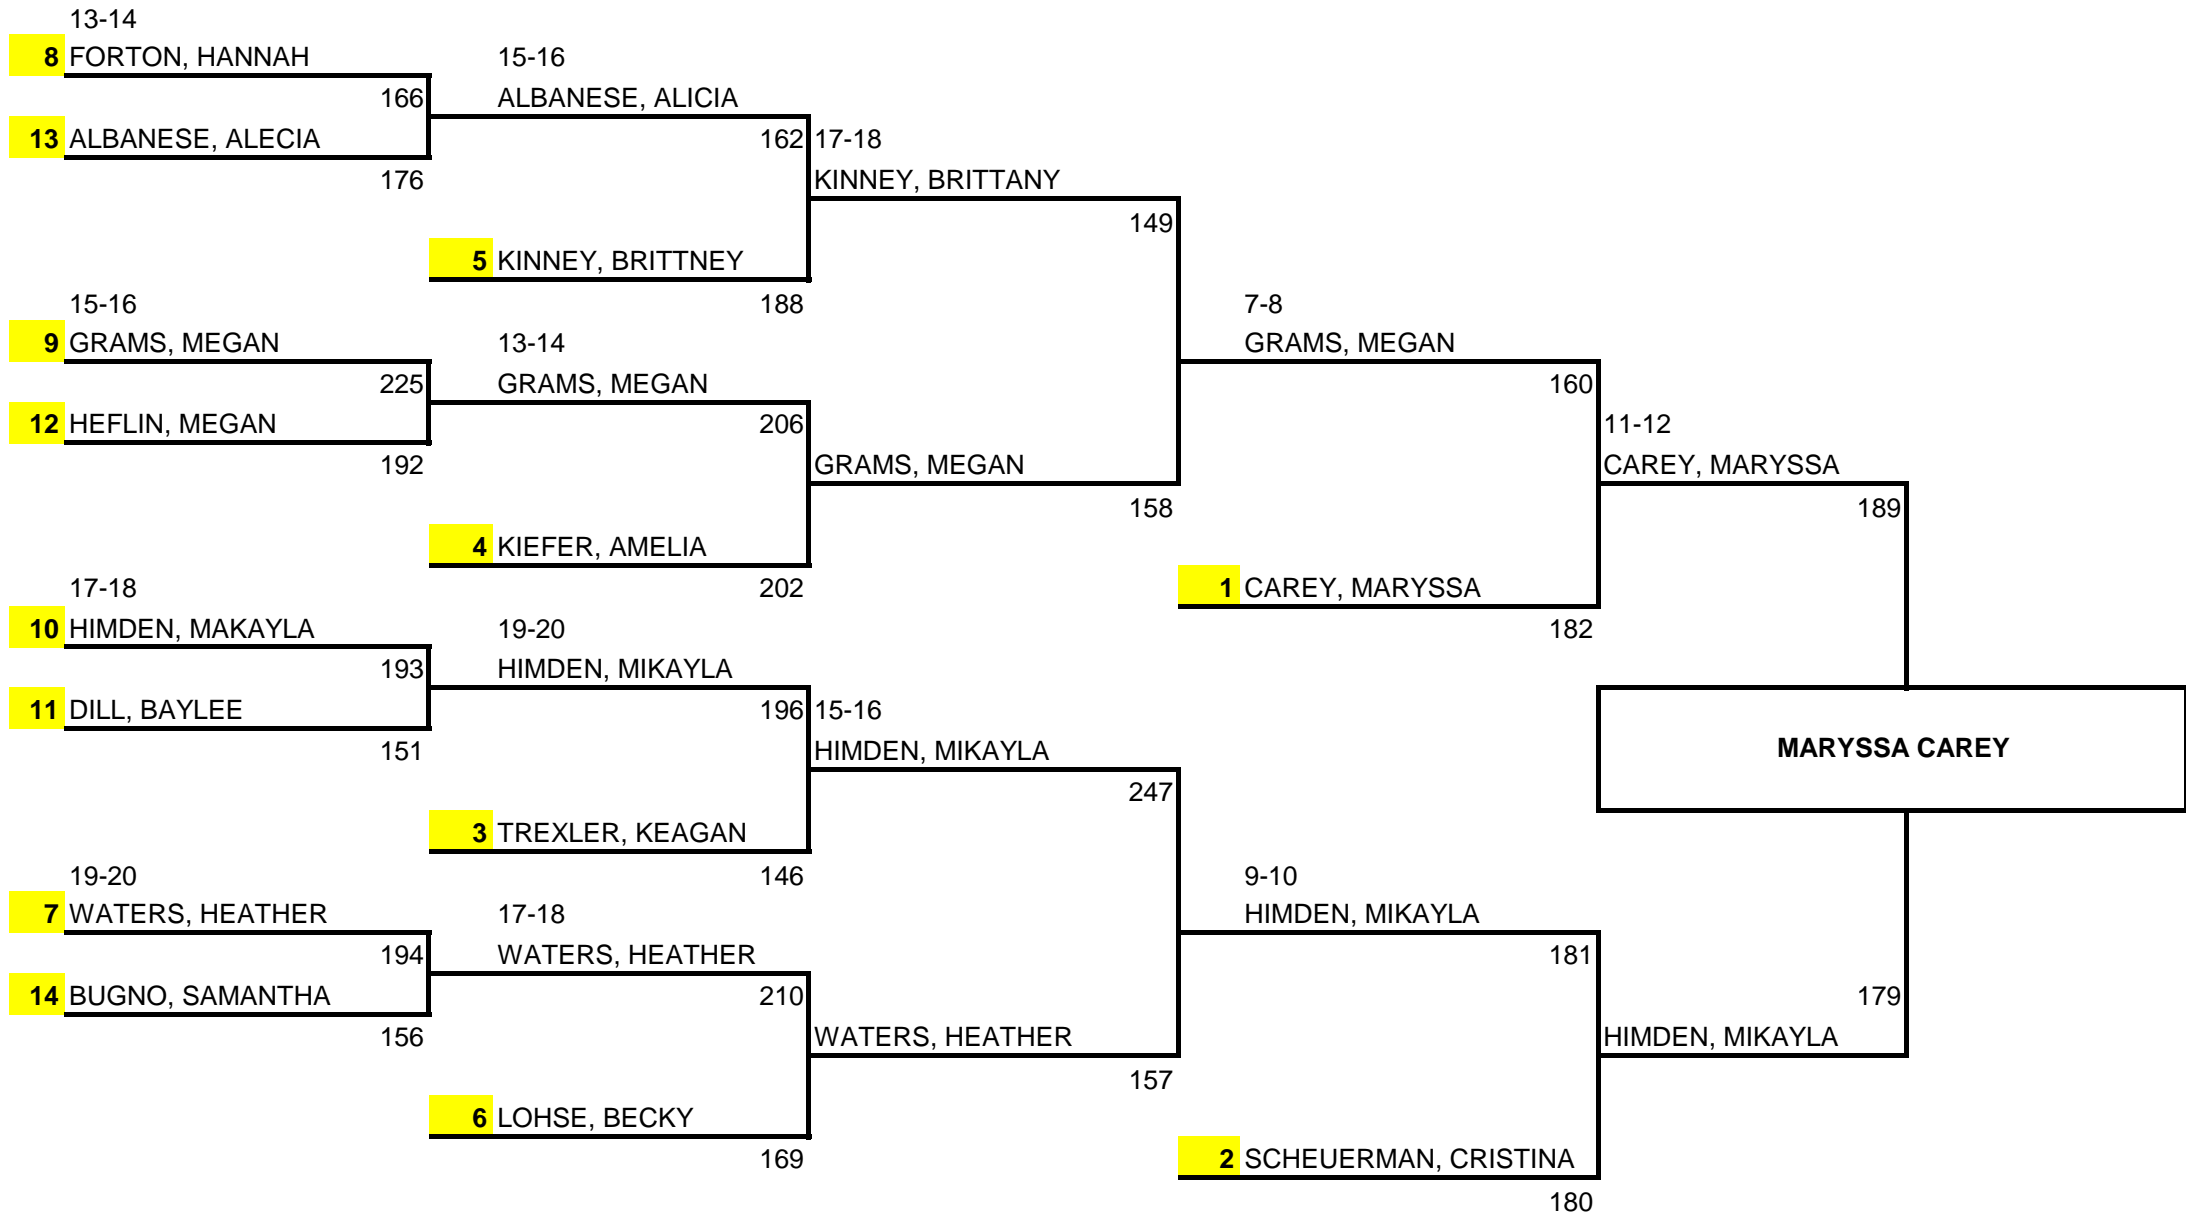 13-14
8 FORTON, HANNAH 15-16
166 ALBANESE, ALICIA
13 ALBANESE, ALECIA 162 17-18
176 KINNEY, BRITTANY
149
5 KINNEY, BRITTNEY
15-16 188 7-8
9 GRAMS, MEGAN 13-14 GRAMS, MEGAN
225 GRAMS, MEGAN 160
12 HEFLIN, MEGAN 206 11-12
192 GRAMS, MEGAN CAREY, MARYSSA
158 189
4 KIEFER, AMELIA
17-18 202 1 CAREY, MARYSSA
10 HIMDEN, MAKAYLA 19-20 182
193 HIMDEN, MIKAYLA
11 DILL, BAYLEE 196 15-16
151 HIMDEN, MIKAYLA MARYSSA CAREY
247
3 TREXLER, KEAGAN
19-20 146 9-10
7 WATERS, HEATHER 17-18 HIMDEN, MIKAYLA
194 WATERS, HEATHER 181
14 BUGNO, SAMANTHA 210 179
156 WATERS, HEATHER HIMDEN, MIKAYLA
157
6 LOHSE, BECKY
169 2 SCHEUERMAN, CRISTINA
180